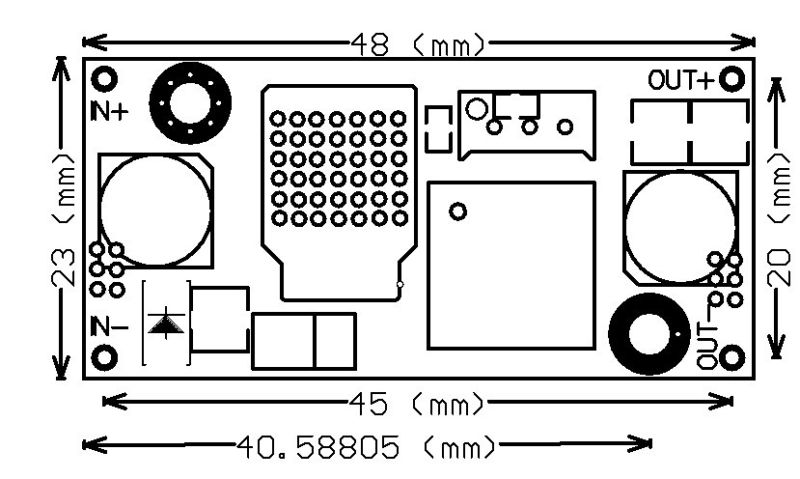 48 (mm)
OUT+
IN+
23 (mm)
20 (mm)
IN-
OUT-
45 (mm)
40.58805 (mm)